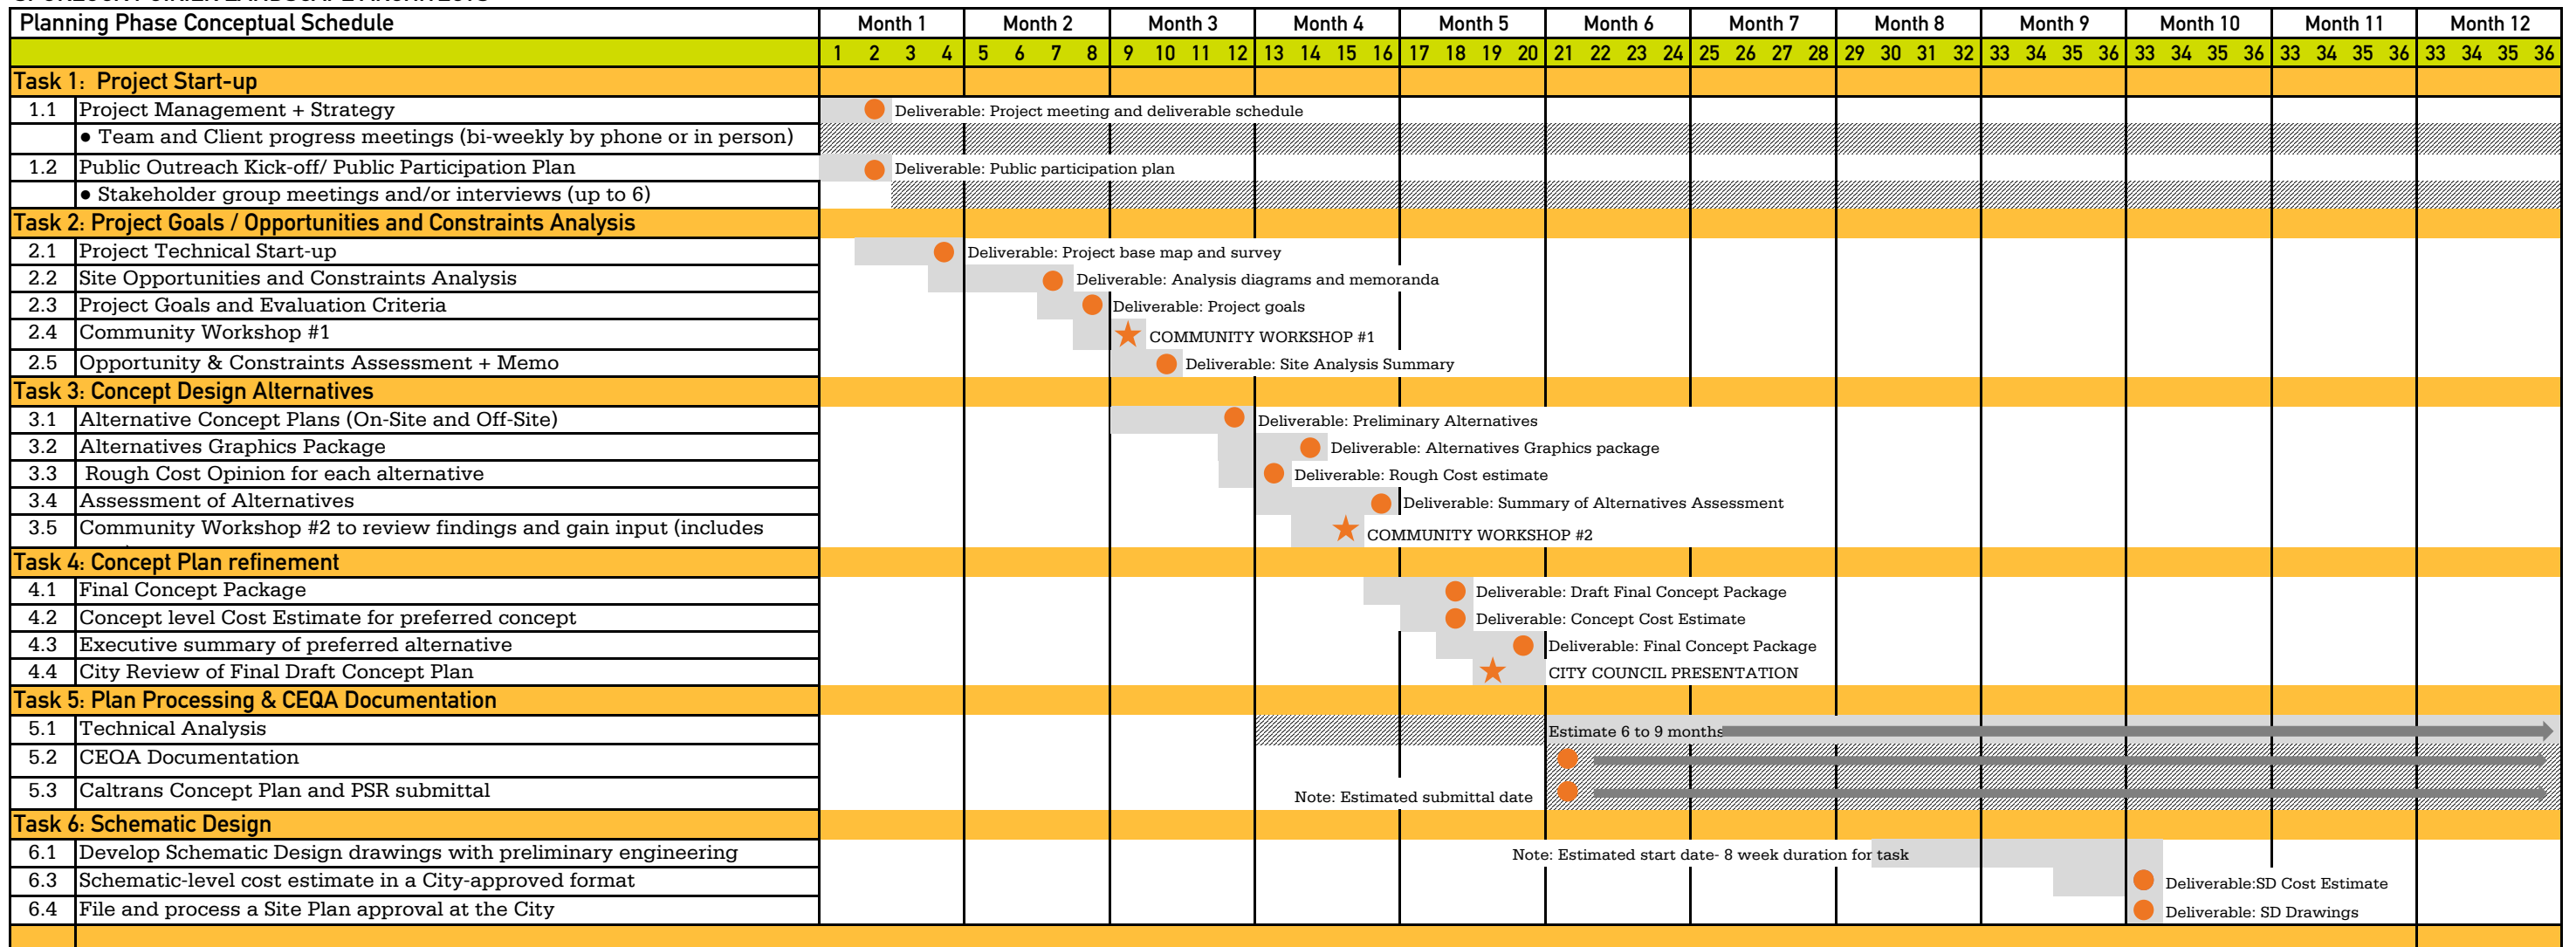 Planning Phase Conceptual Schedule Month 1 Month 2 Month 3 Month 4 Month 5 Month 6 Month 7 Month 8 Month 9 Month 10 Month 11 Month 12
1 2 3 4 5 6 7 8 9 10 11 12 13 14 15 16 17 18 19 20 21 22 23 24 25 26 27 28 29 30 31 32 33 34 35 36 33 34 35 36 33 34 35 36 33 34 35 36
Task 1: Project Start-up
1.1 Project Management + Strategy Deliverable: Project meeting and deliverable schedule
● Team and Client progress meetings (bi-weekly by phone or in person)
1.2 Public Outreach Kick-off/ Public Participation Plan Deliverable: Public participation plan
● Stakeholder group meetings and/or interviews (up to 6)
Task 2: Project Goals / Opportunities and Constraints Analysis
2.1 Project Technical Start-up Deliverable: Project base map and survey
2.2 Site Opportunities and Constraints Analysis Deliverable: Analysis diagrams and memoranda
2.3 Project Goals and Evaluation Criteria Deliverable: Project goals
2.4 Community Workshop #1 COMMUNITY WORKSHOP #1
2.5 Opportunity & Constraints Assessment + Memo Deliverable: Site Analysis Summary
Task 3: Concept Design Alternatives
3.1 Alternative Concept Plans (On-Site and Off-Site) Deliverable: Preliminary Alternatives
3.2 Alternatives Graphics Package Deliverable: Alternatives Graphics package
3.3 Rough Cost Opinion for each alternative Deliverable: Rough Cost estimate
3.4 Assessment of Alternatives Deliverable: Summary of Alternatives Assessment
3.5 Community Workshop #2 to review findings and gain input (includes COMMUNITY WORKSHOP #2
Task 4: Concept Plan refinement
4.1 Final Concept Package Deliverable: Draft Final Concept Package
4.2 Concept level Cost Estimate for preferred concept Deliverable: Concept Cost Estimate
4.3 Executive summary of preferred alternative Deliverable: Final Concept Package
4.4 City Review of Final Draft Concept Plan CITY COUNCIL PRESENTATION
Task 5: Plan Processing & CEQA Documentation
5.1 Technical Analysis Estimate 6 to 9 months
5.2 CEQA Documentation
5.3 Caltrans Concept Plan and PSR submittal Note: Estimated submittal date
Task 6: Schematic Design
6.1 Develop Schematic Design drawings with preliminary engineering Note: Estimated start date- 8 week duration for task
6.3 Schematic-level cost estimate in a City-approved format Deliverable:SD Cost Estimate
6.4 File and process a Site Plan approval at the City Deliverable: SD Drawings